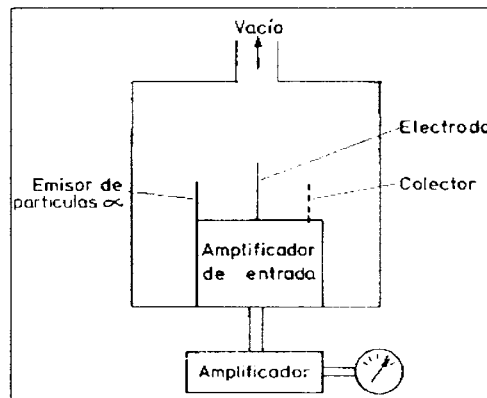 Vacío
Electrodo
Emisor de
partículas α
Colector
Amplificador
de entrada
Amplificador